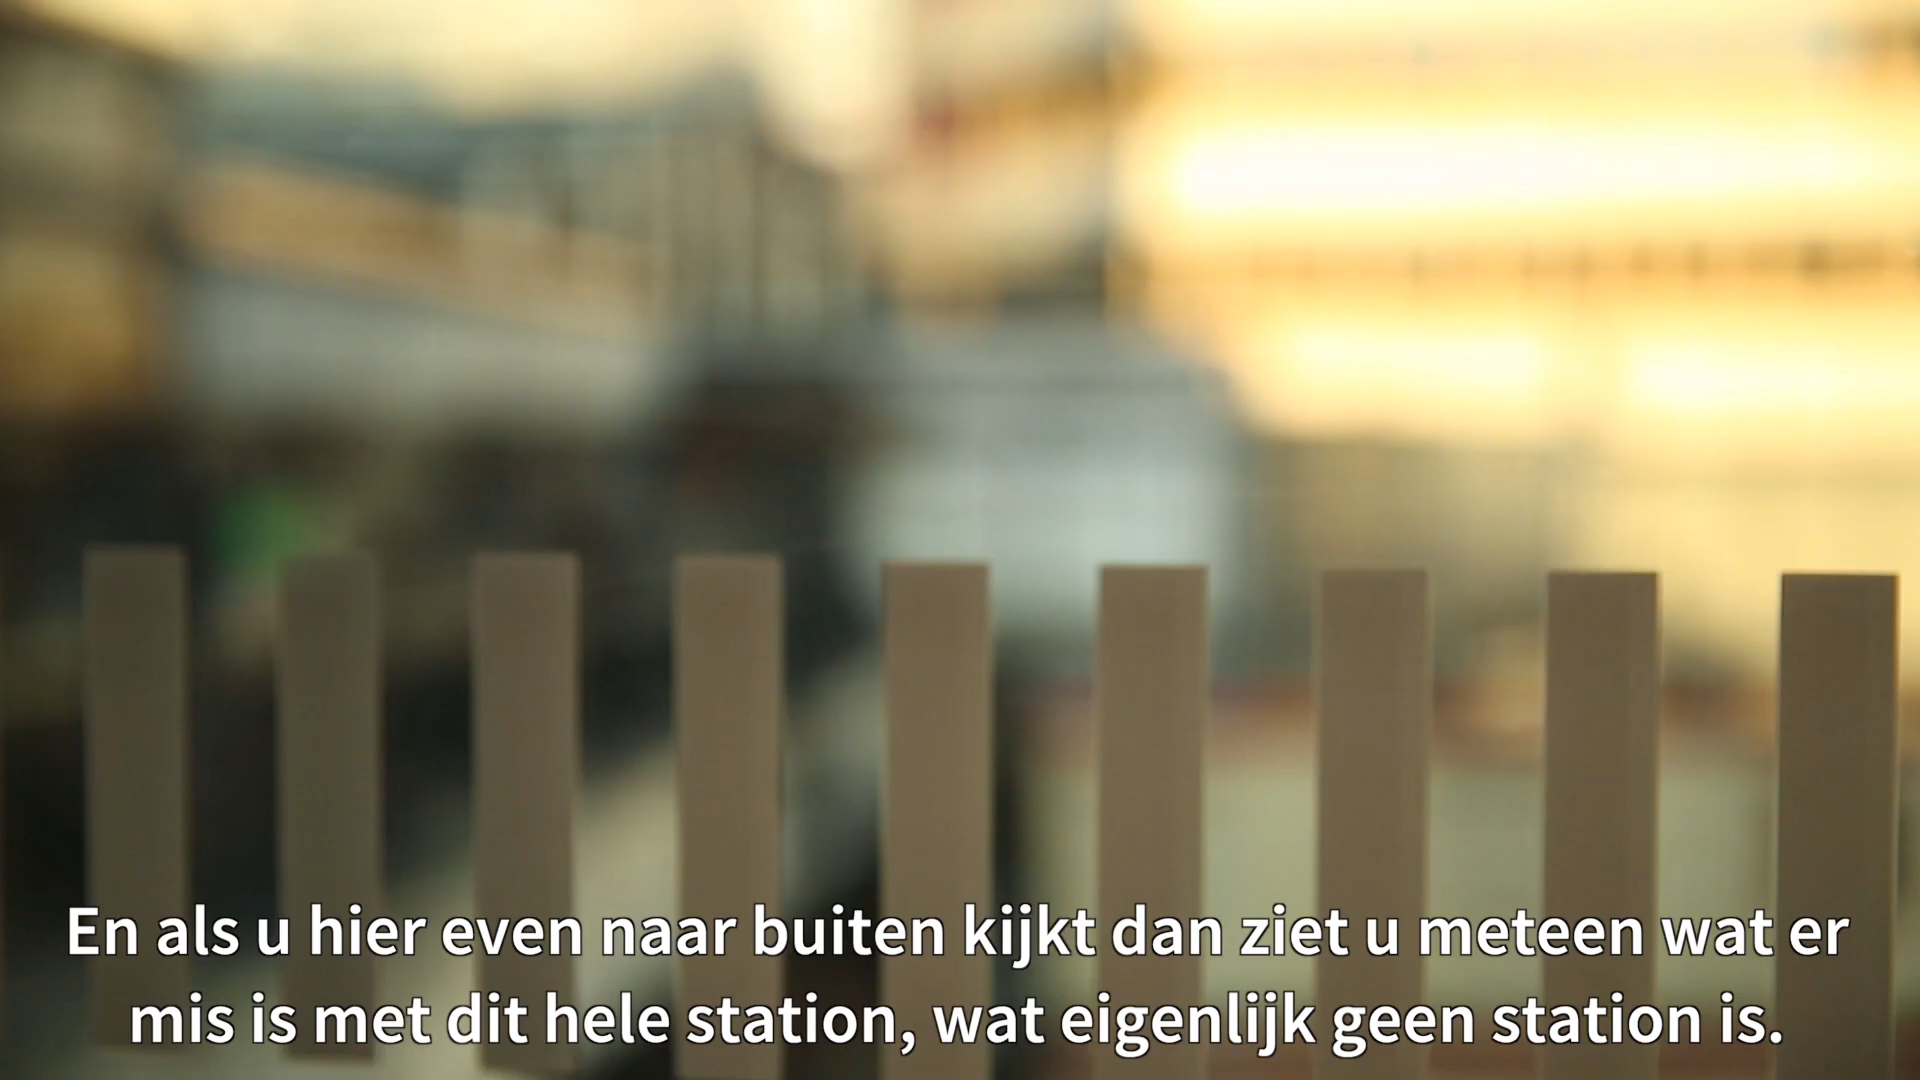 En als u hier even naar buiten kijkt dan ziet u meteen wat er
mis is met dit hele station, wat eigenlijk geen station is.